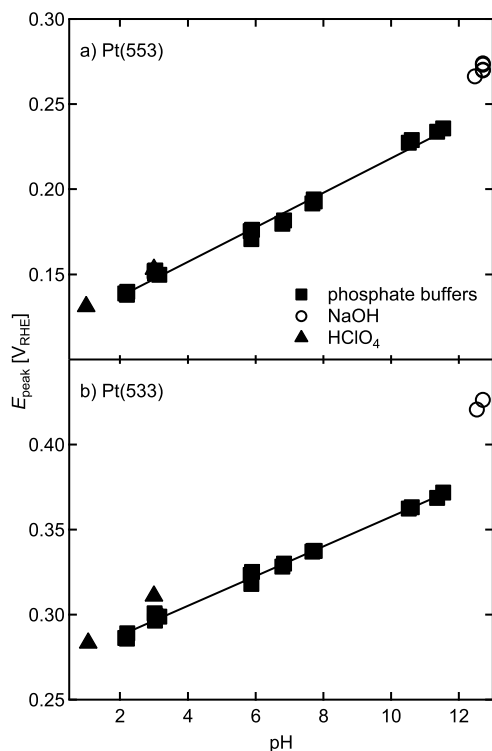 0.30
a) Pt(553)
0.25
0.20
0.15
phosphate buffers
NaOH
HClO₄
E_peak [V_RHE]
b) Pt(533)
0.40
0.35
0.30
0.25
2 4 6 8 10 12
pH